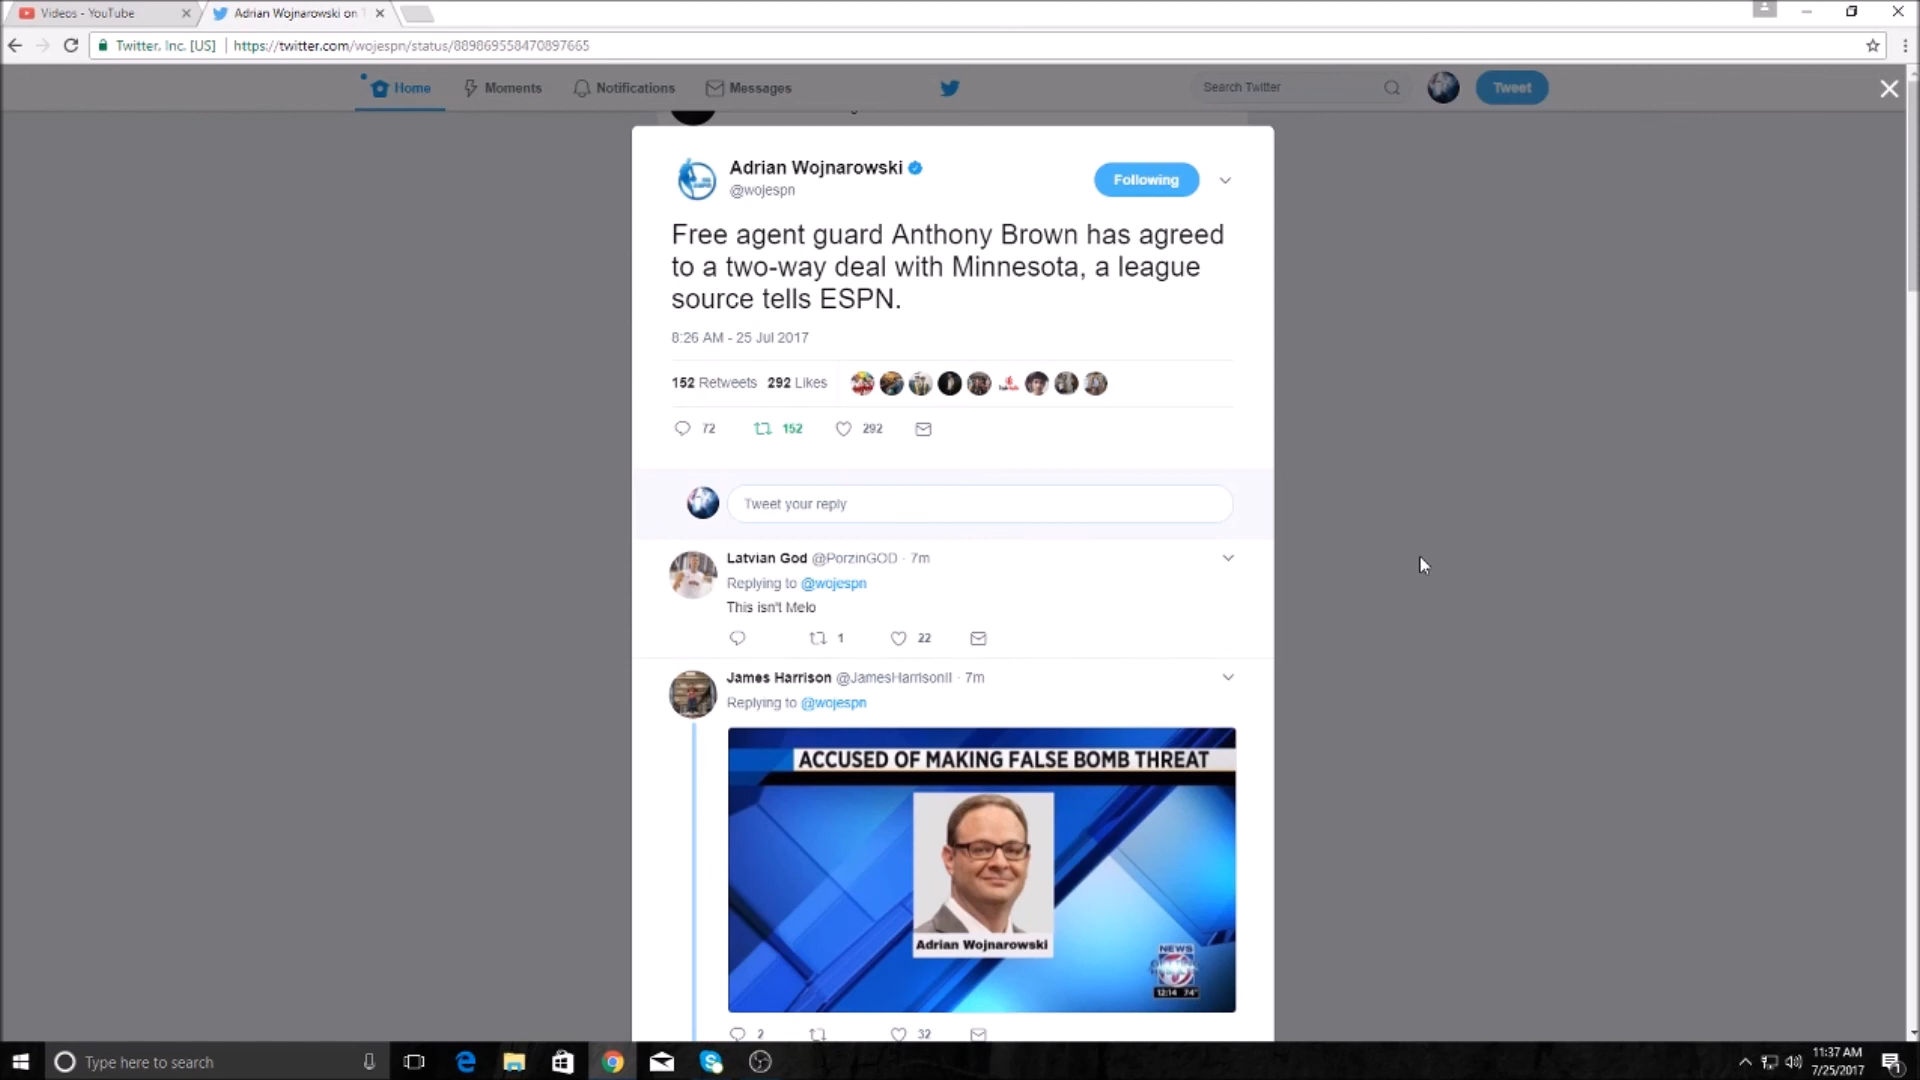 Videos - YouTube
Adrian Wojnarowski on
Twitter, Inc. [US] | https://twitter.com/wojespn/status/889869558470897665
Home
Moments
Notifications
Messages
Search Twitter
Tweet
Adrian Wojnarowski
@wojespn
Following
Free agent guard Anthony Brown has agreed
to a two-way deal with Minnesota, a league
source tells ESPN.
8:26 AM - 25 Jul 2017
152 Retweets 292 Likes
72 152 292
Tweet your reply
Latvian God @PorzinGOD · 7m
Replying to @wojespn
This isn't Melo
1 22
James Harrison @JamesHarrisonII · 7m
Replying to @wojespn
ACCUSED OF MAKING FALSE BOMB THREAT
Adrian Wojnarowski
NEWS
12:14 74°
2 32
Type here to search
11:37 AM
7/25/2017
1